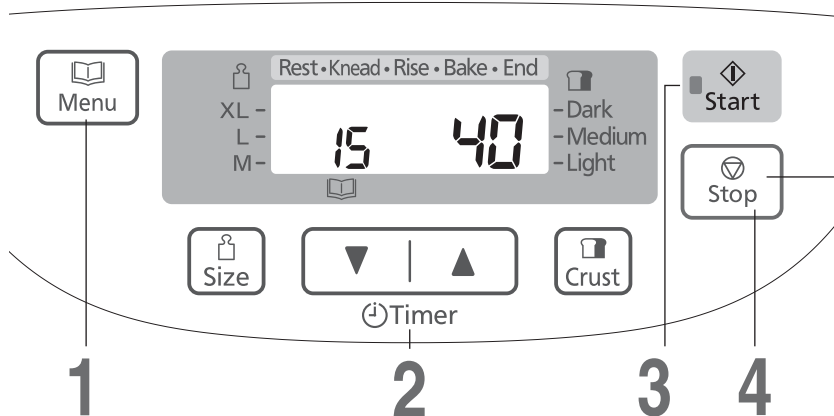 Menu
Rest • Knead • Rise • Bake • End
XL –
L –
M –
15 40
– Dark
– Medium
– Light
Start
Stop
Size
Crust
Timer
1
2
3
4